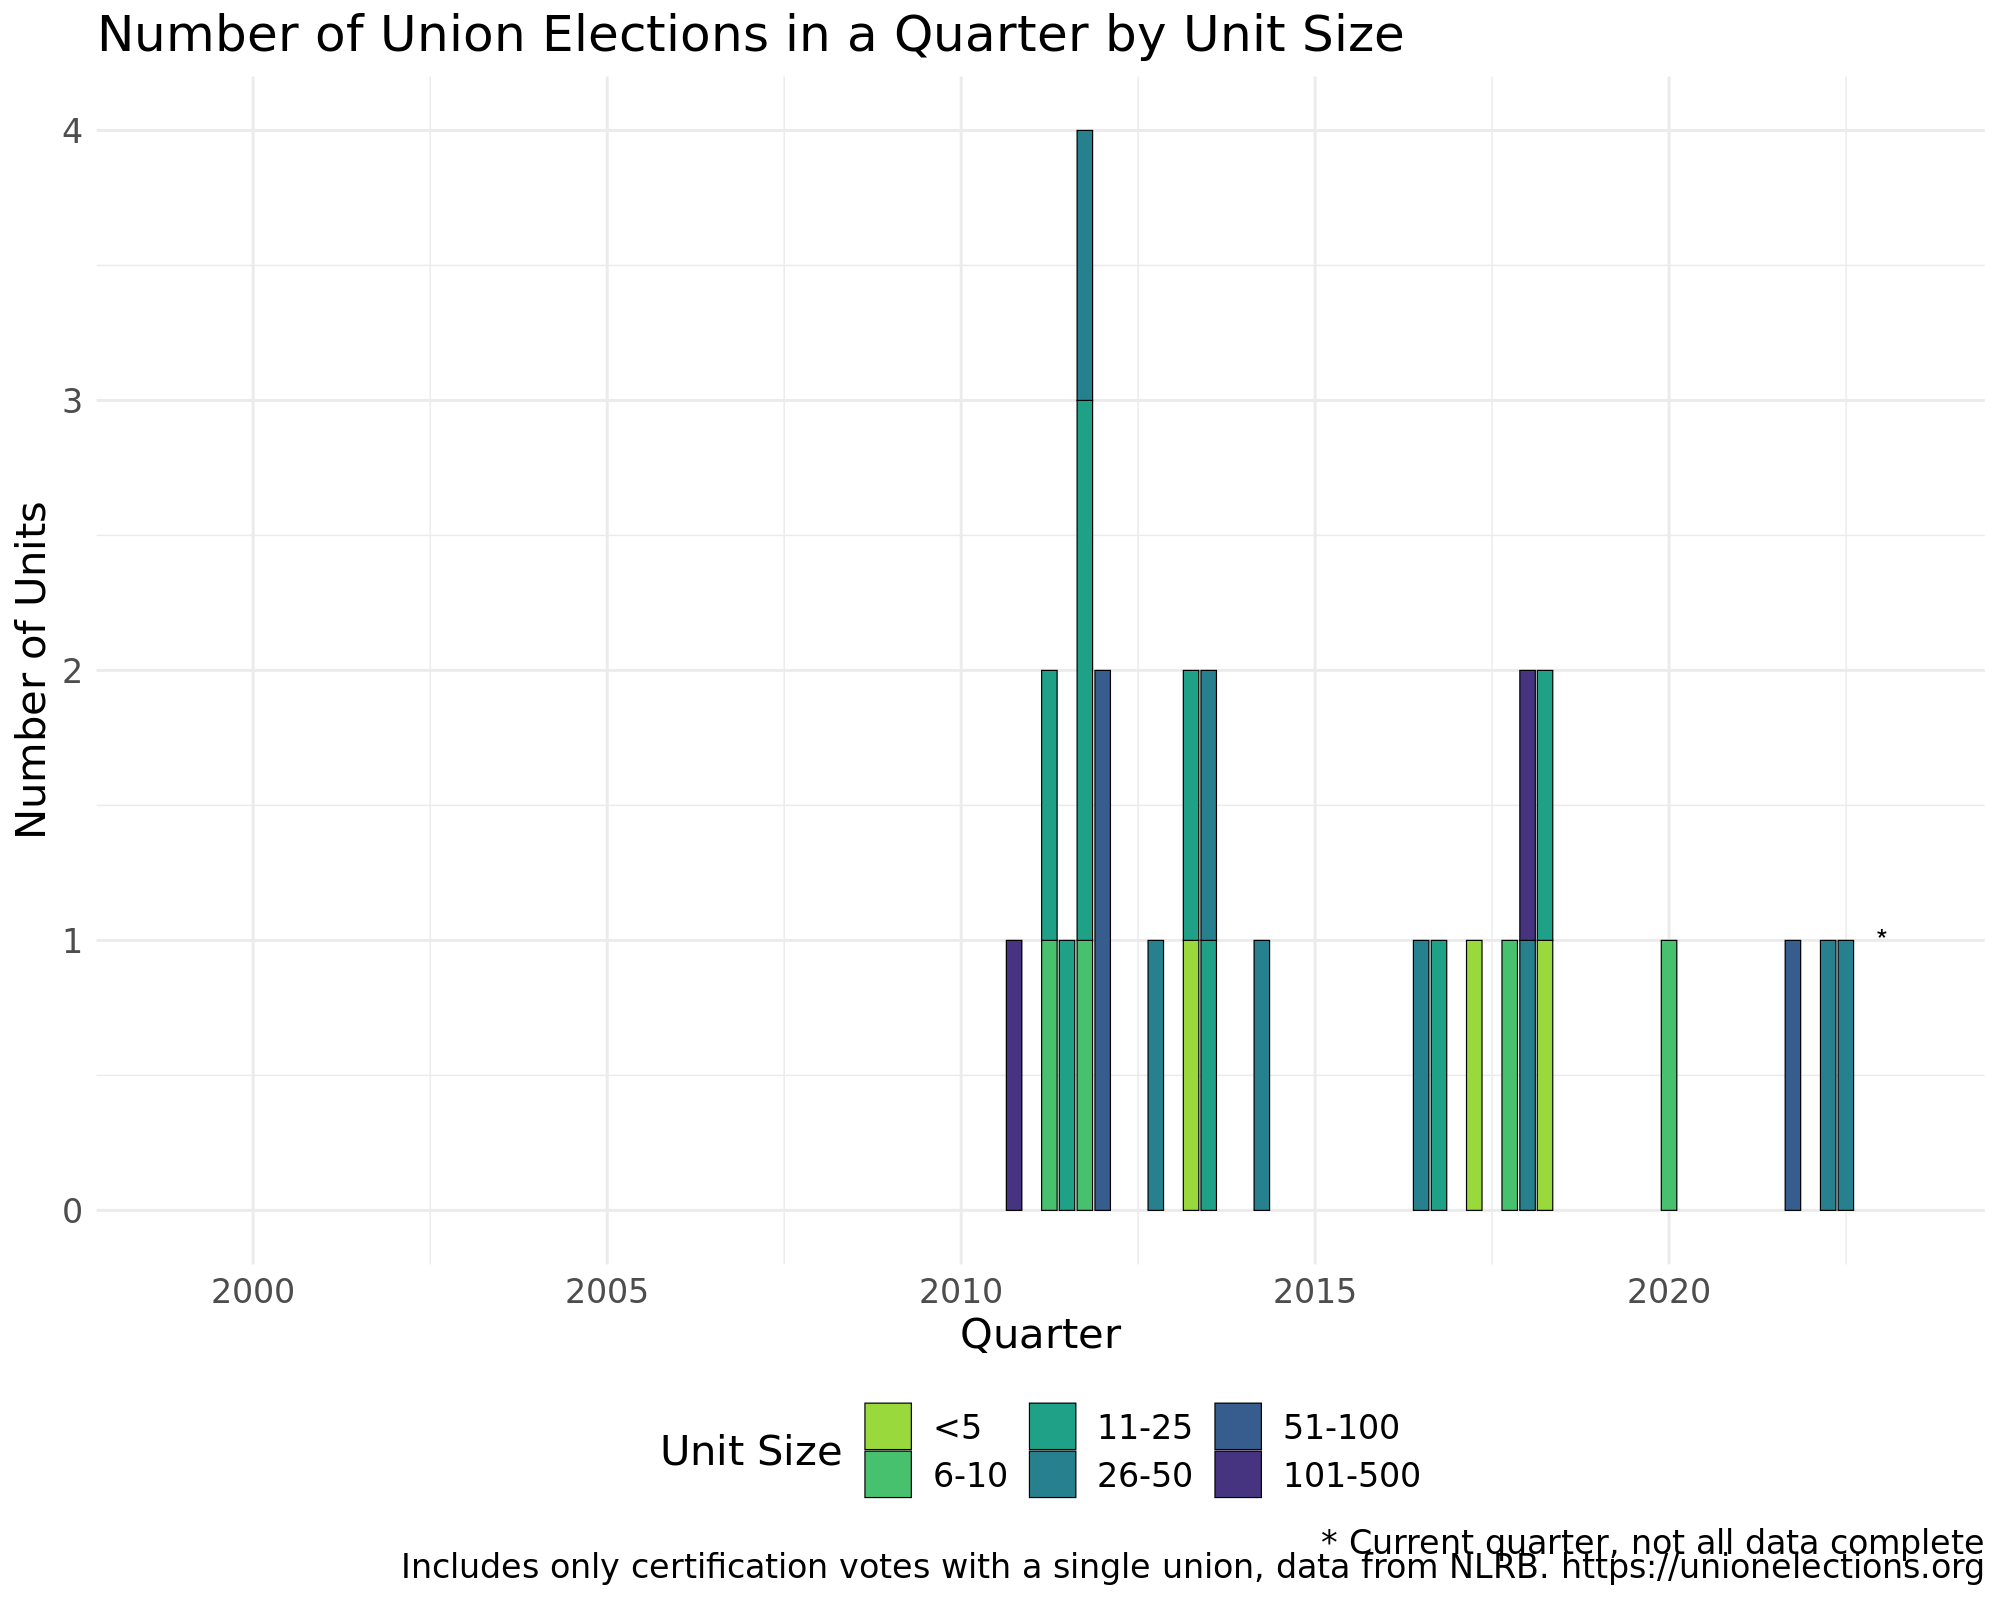 Number of Union Elections in a Quarter by Unit Size
Number of Units
4
3
2
1
0
*
2000 2005 2010 2015 2020
Quarter
Unit Size
<5 11-25 51-100
6-10 26-50 101-500
* Current quarter, not all data complete
Includes only certification votes with a single union, data from NLRB. https://unionelections.org